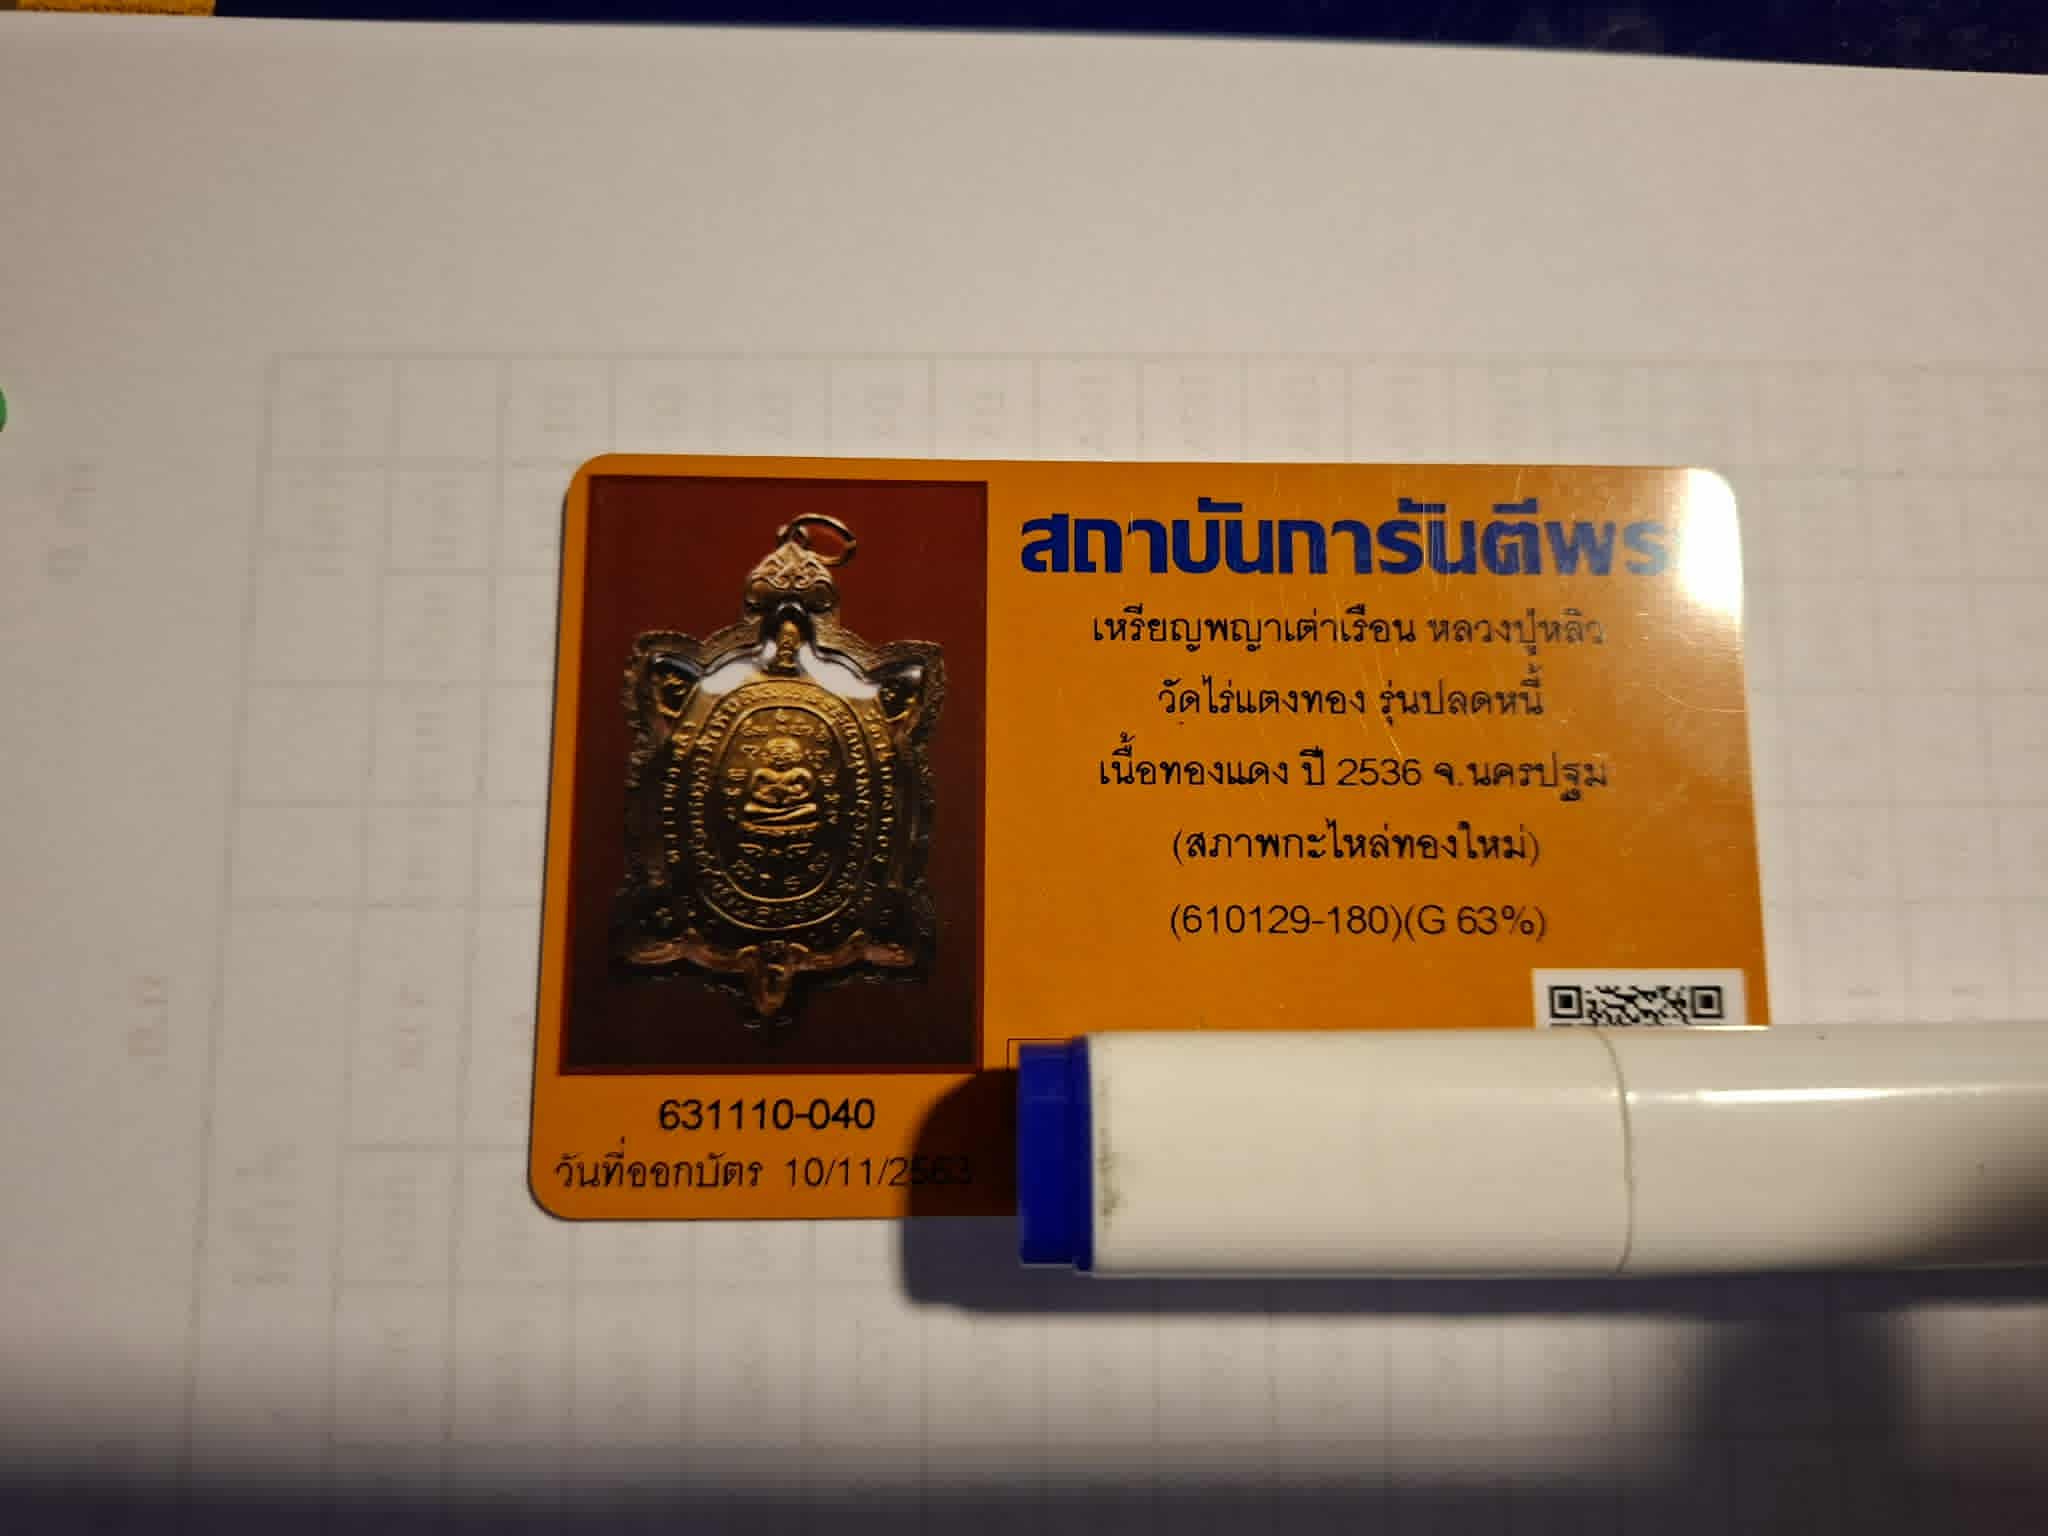 สถาบันการันตีพระ
เหรียญพญาเต่าเรือน หลวงปู่หลิว
วัดไร่แตงทอง รุ่นปลดหนี้
เนื้อทองแดง ปี 2536 จ.นครปฐม
(สภาพกะไหล่ทองใหม่)
(610129-180)(G 63%)
631110-040
วันที่ออกบัตร 10/11/2563